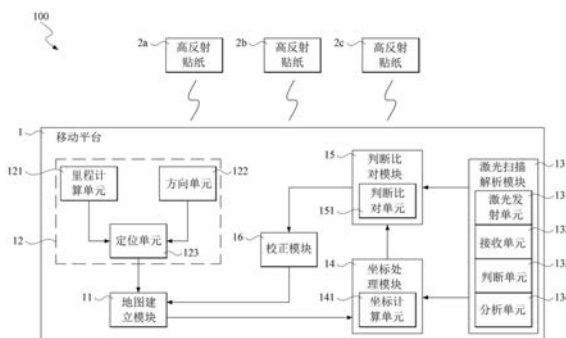 100
2a
2b
2c
高反射
贴纸
高反射
贴纸
高反射
贴纸
1
移动平台
121
里程计
算单元
方向单元
122
15
判断比
对模块
判断比
对单元
151
激光扫描
解析模块
13
激光发
射单元
接收单元
判断单元
分析单元
12
定位单元
123
16
校正模块
14
坐标处
理模块
坐标计
算单元
141
11
地图建
立模块